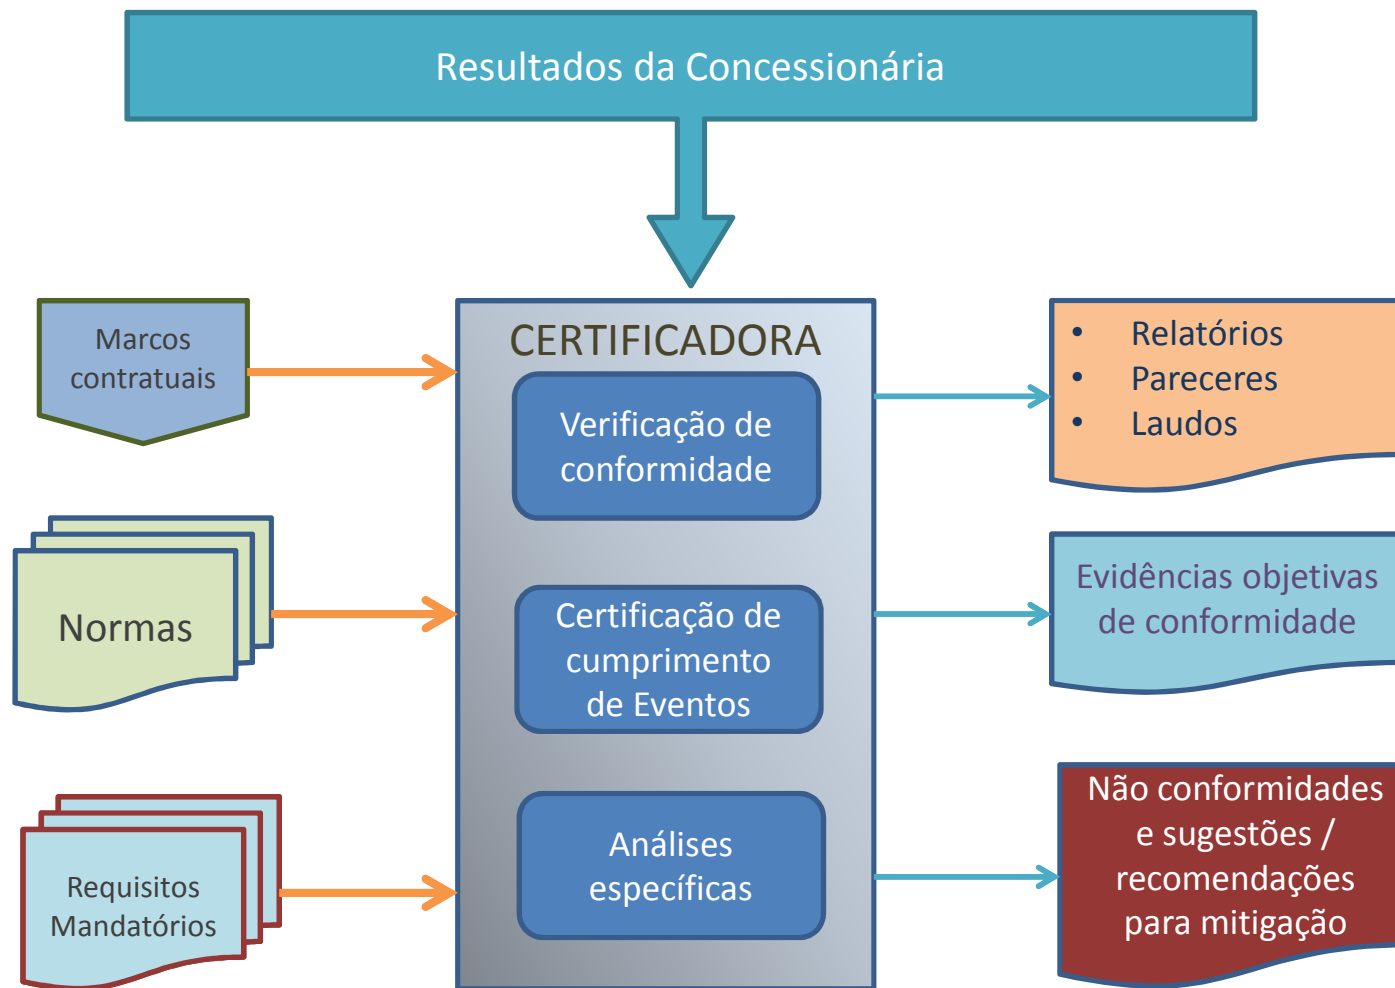 Resultados da Concessionária
Marcos
contratuais
Normas
Requisitos
Mandatórios
CERTIFICADORA
Verificação de
conformidade
Certificação de
cumprimento
de Eventos
Análises
específicas
• Relatórios
• Pareceres
• Laudos
Evidências objetivas
de conformidade
Não conformidades
e sugestões /
recomendações
para mitigação